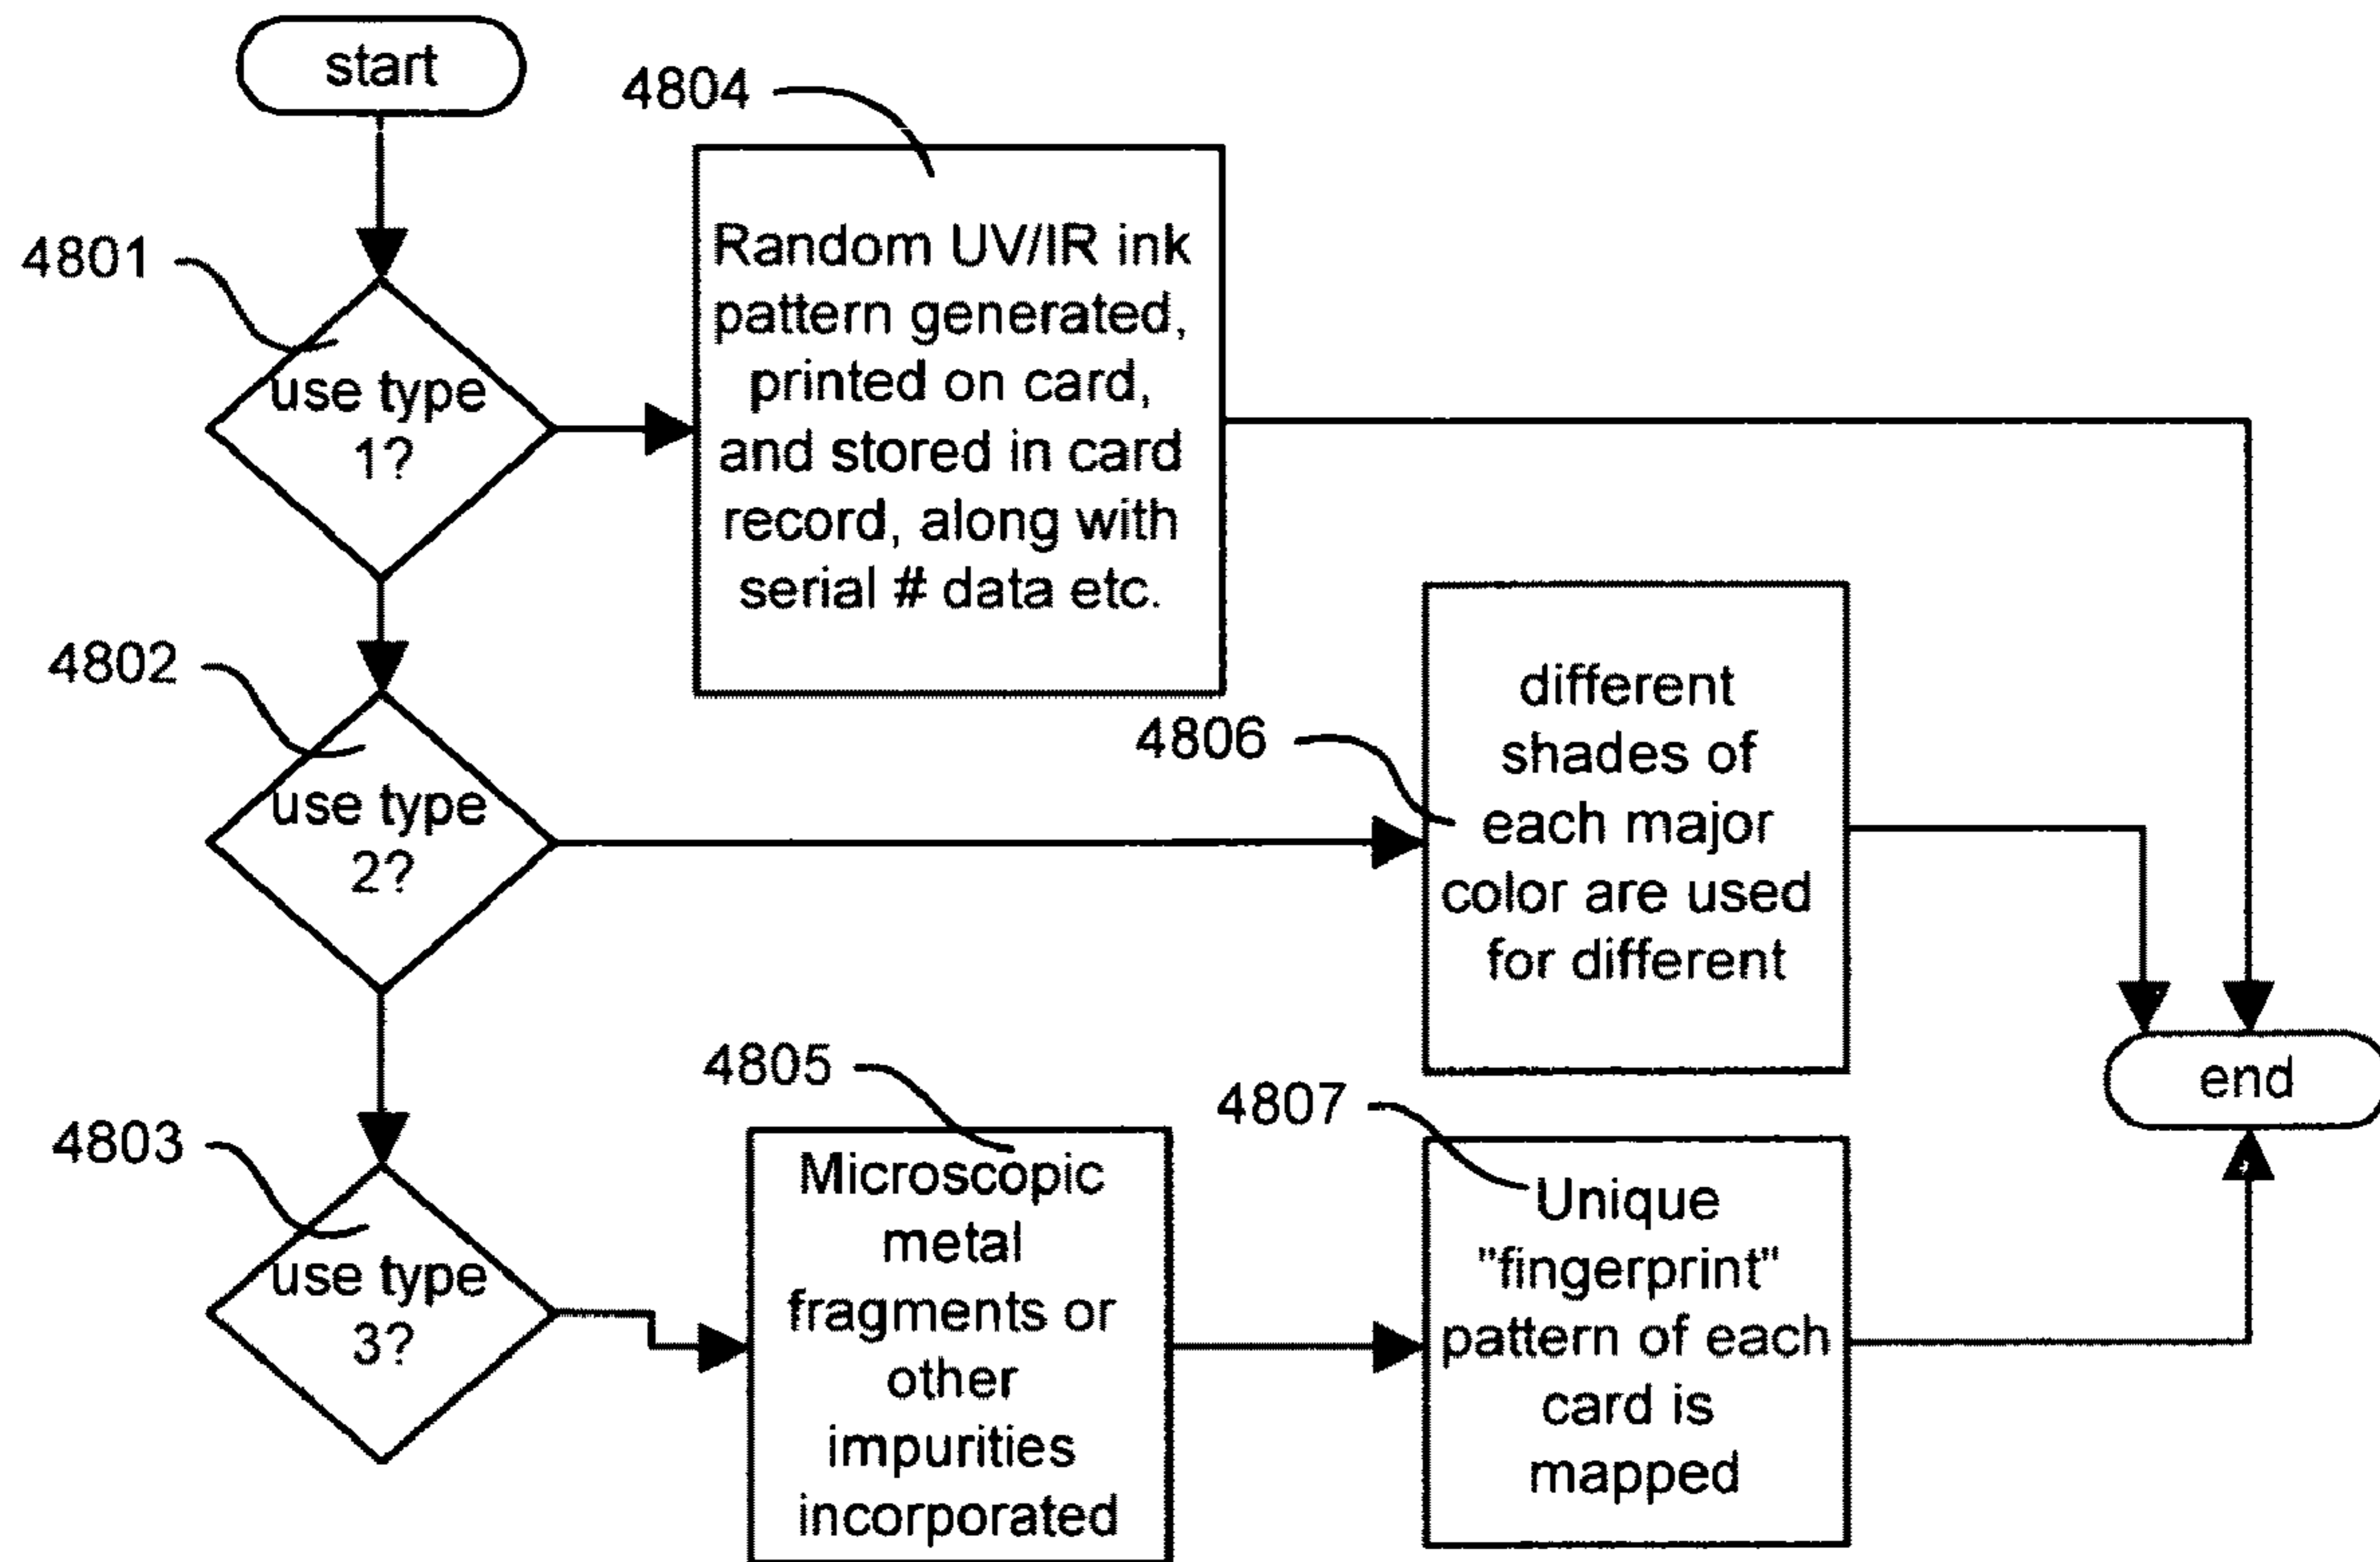 start
4804
4801
use type
1?
Random UV/IR ink
pattern generated,
printed on card,
and stored in card
record, along with
serial # data etc.
4802
use type
2?
4806
different
shades of
each major
color are used
for different
end
4803
use type
3?
4805
Microscopic
metal
fragments or
other
impurities
incorporated
4807
Unique
"fingerprint"
pattern of each
card is
mapped